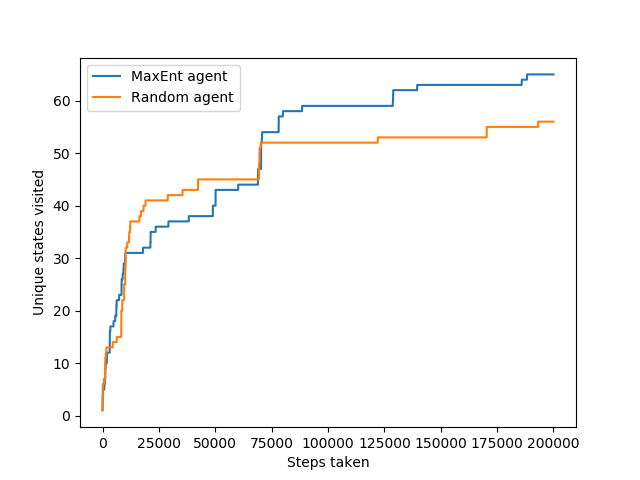 MaxEnt agent
Random agent
60
50
40
30
20
10
0
Unique states visited
0 25000 50000 75000 100000 125000 150000 175000 200000
Steps taken